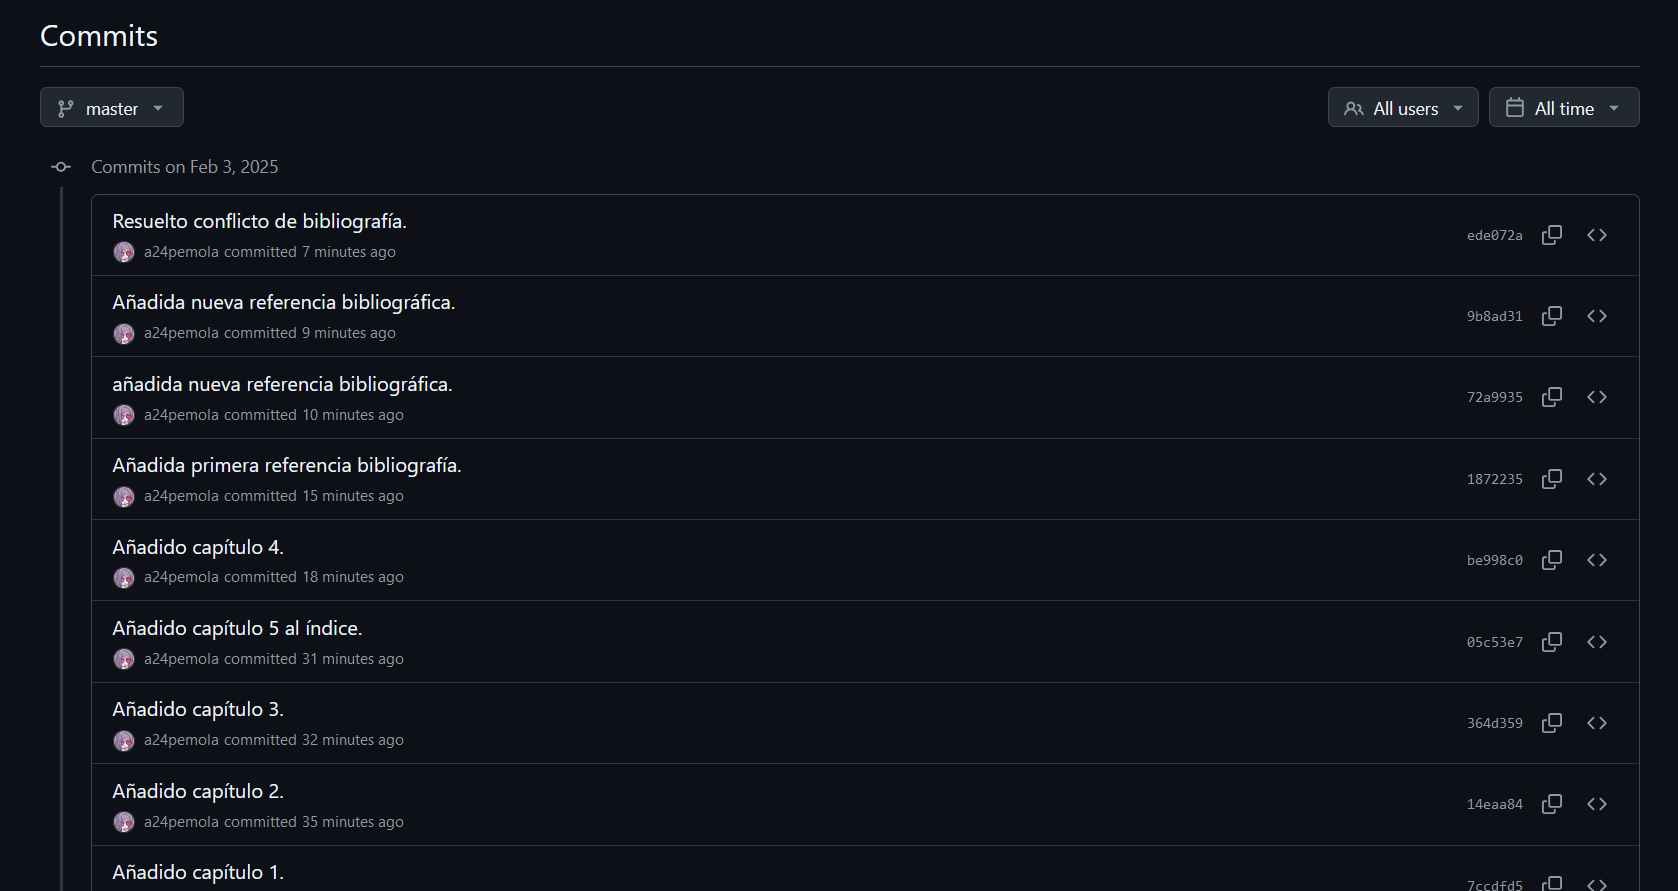 Commits
master
All users
All time
Commits on Feb 3, 2025
Resuelto conflicto de bibliografía.
a24pemola committed 7 minutes ago
ede072a
Añadida nueva referencia bibliográfica.
a24pemola committed 9 minutes ago
9b8ad31
añadida nueva referencia bibliográfica.
a24pemola committed 10 minutes ago
72a9935
Añadida primera referencia bibliografía.
a24pemola committed 15 minutes ago
1872235
Añadido capítulo 4.
a24pemola committed 18 minutes ago
be998c0
Añadido capítulo 5 al índice.
a24pemola committed 31 minutes ago
05c53e7
Añadido capítulo 3.
a24pemola committed 32 minutes ago
364d359
Añadido capítulo 2.
a24pemola committed 35 minutes ago
14eaa84
Añadido capítulo 1.
7ccdfd5